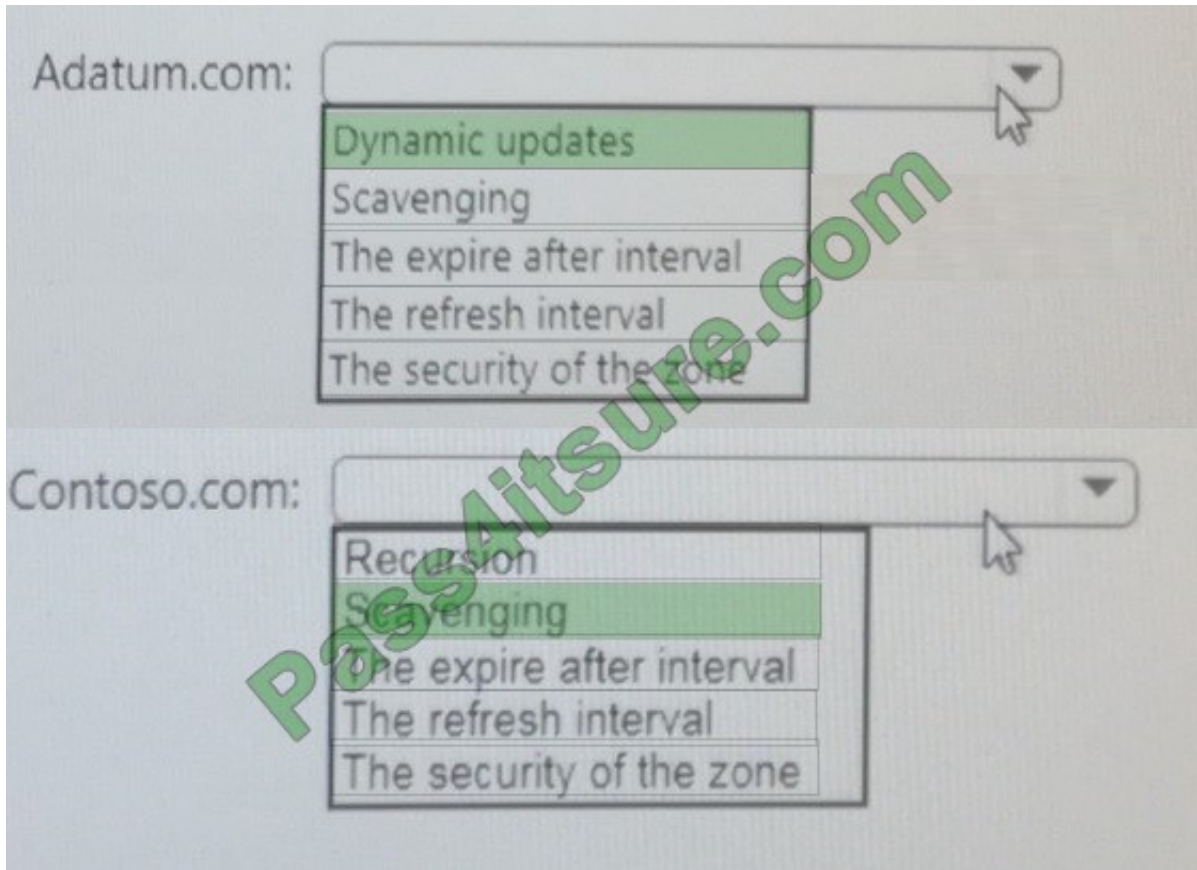 Adatum.com:
Dynamic updates
Scavenging
The expire after interval
The refresh interval
The security of the zone
Contoso.com:
Recursion
Scavenging
The expire after interval
The refresh interval
The security of the zone
Pass4itsure.com